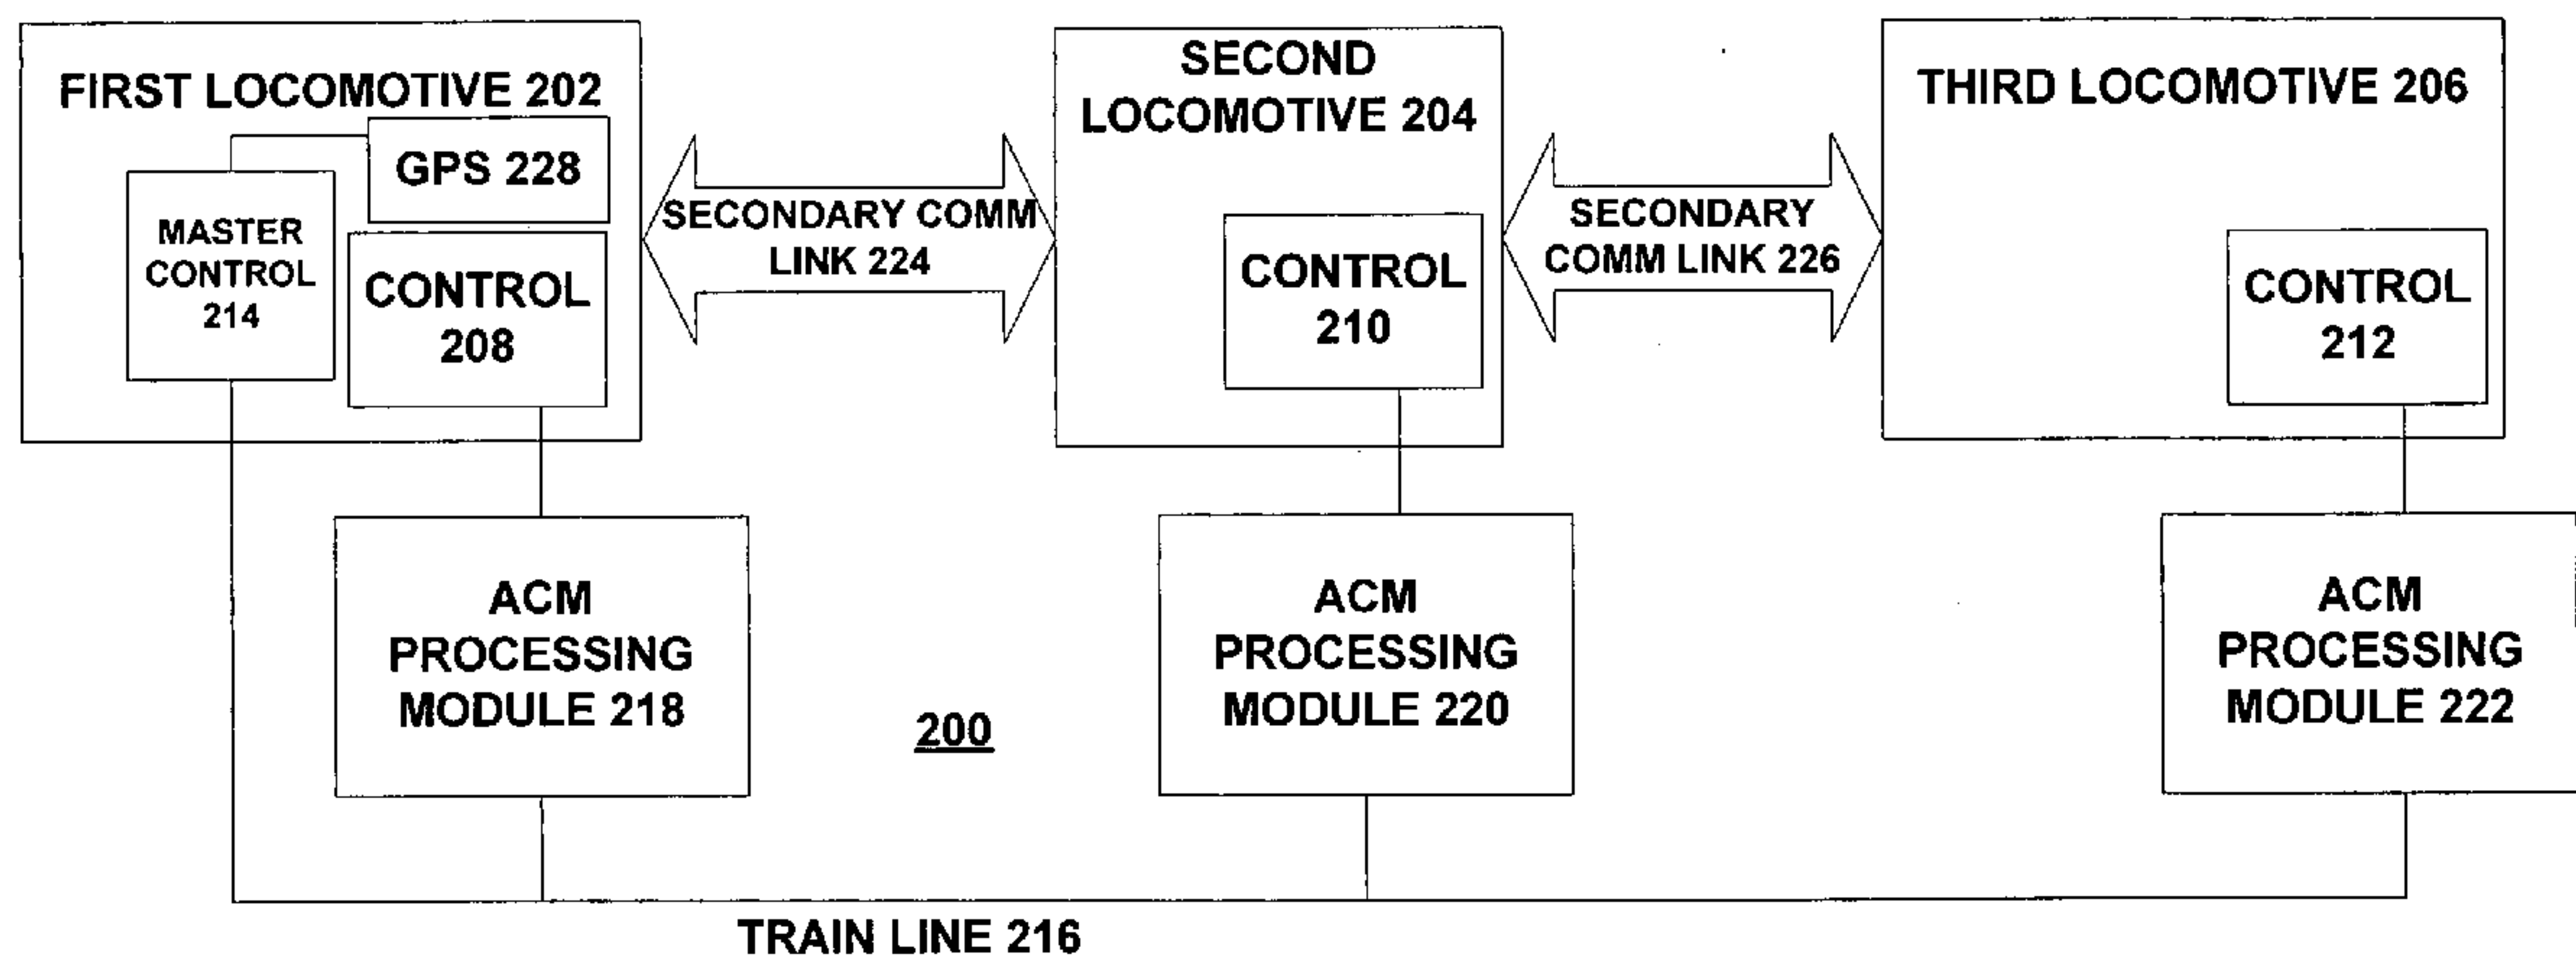 FIRST LOCOMOTIVE 202
GPS 228
MASTER
CONTROL
214
CONTROL
208
SECONDARY COMM
LINK 224
SECOND
LOCOMOTIVE 204
CONTROL
210
SECONDARY
COMM LINK 226
THIRD LOCOMOTIVE 206
CONTROL
212
ACM
PROCESSING
MODULE 218
200
ACM
PROCESSING
MODULE 220
ACM
PROCESSING
MODULE 222
TRAIN LINE 216